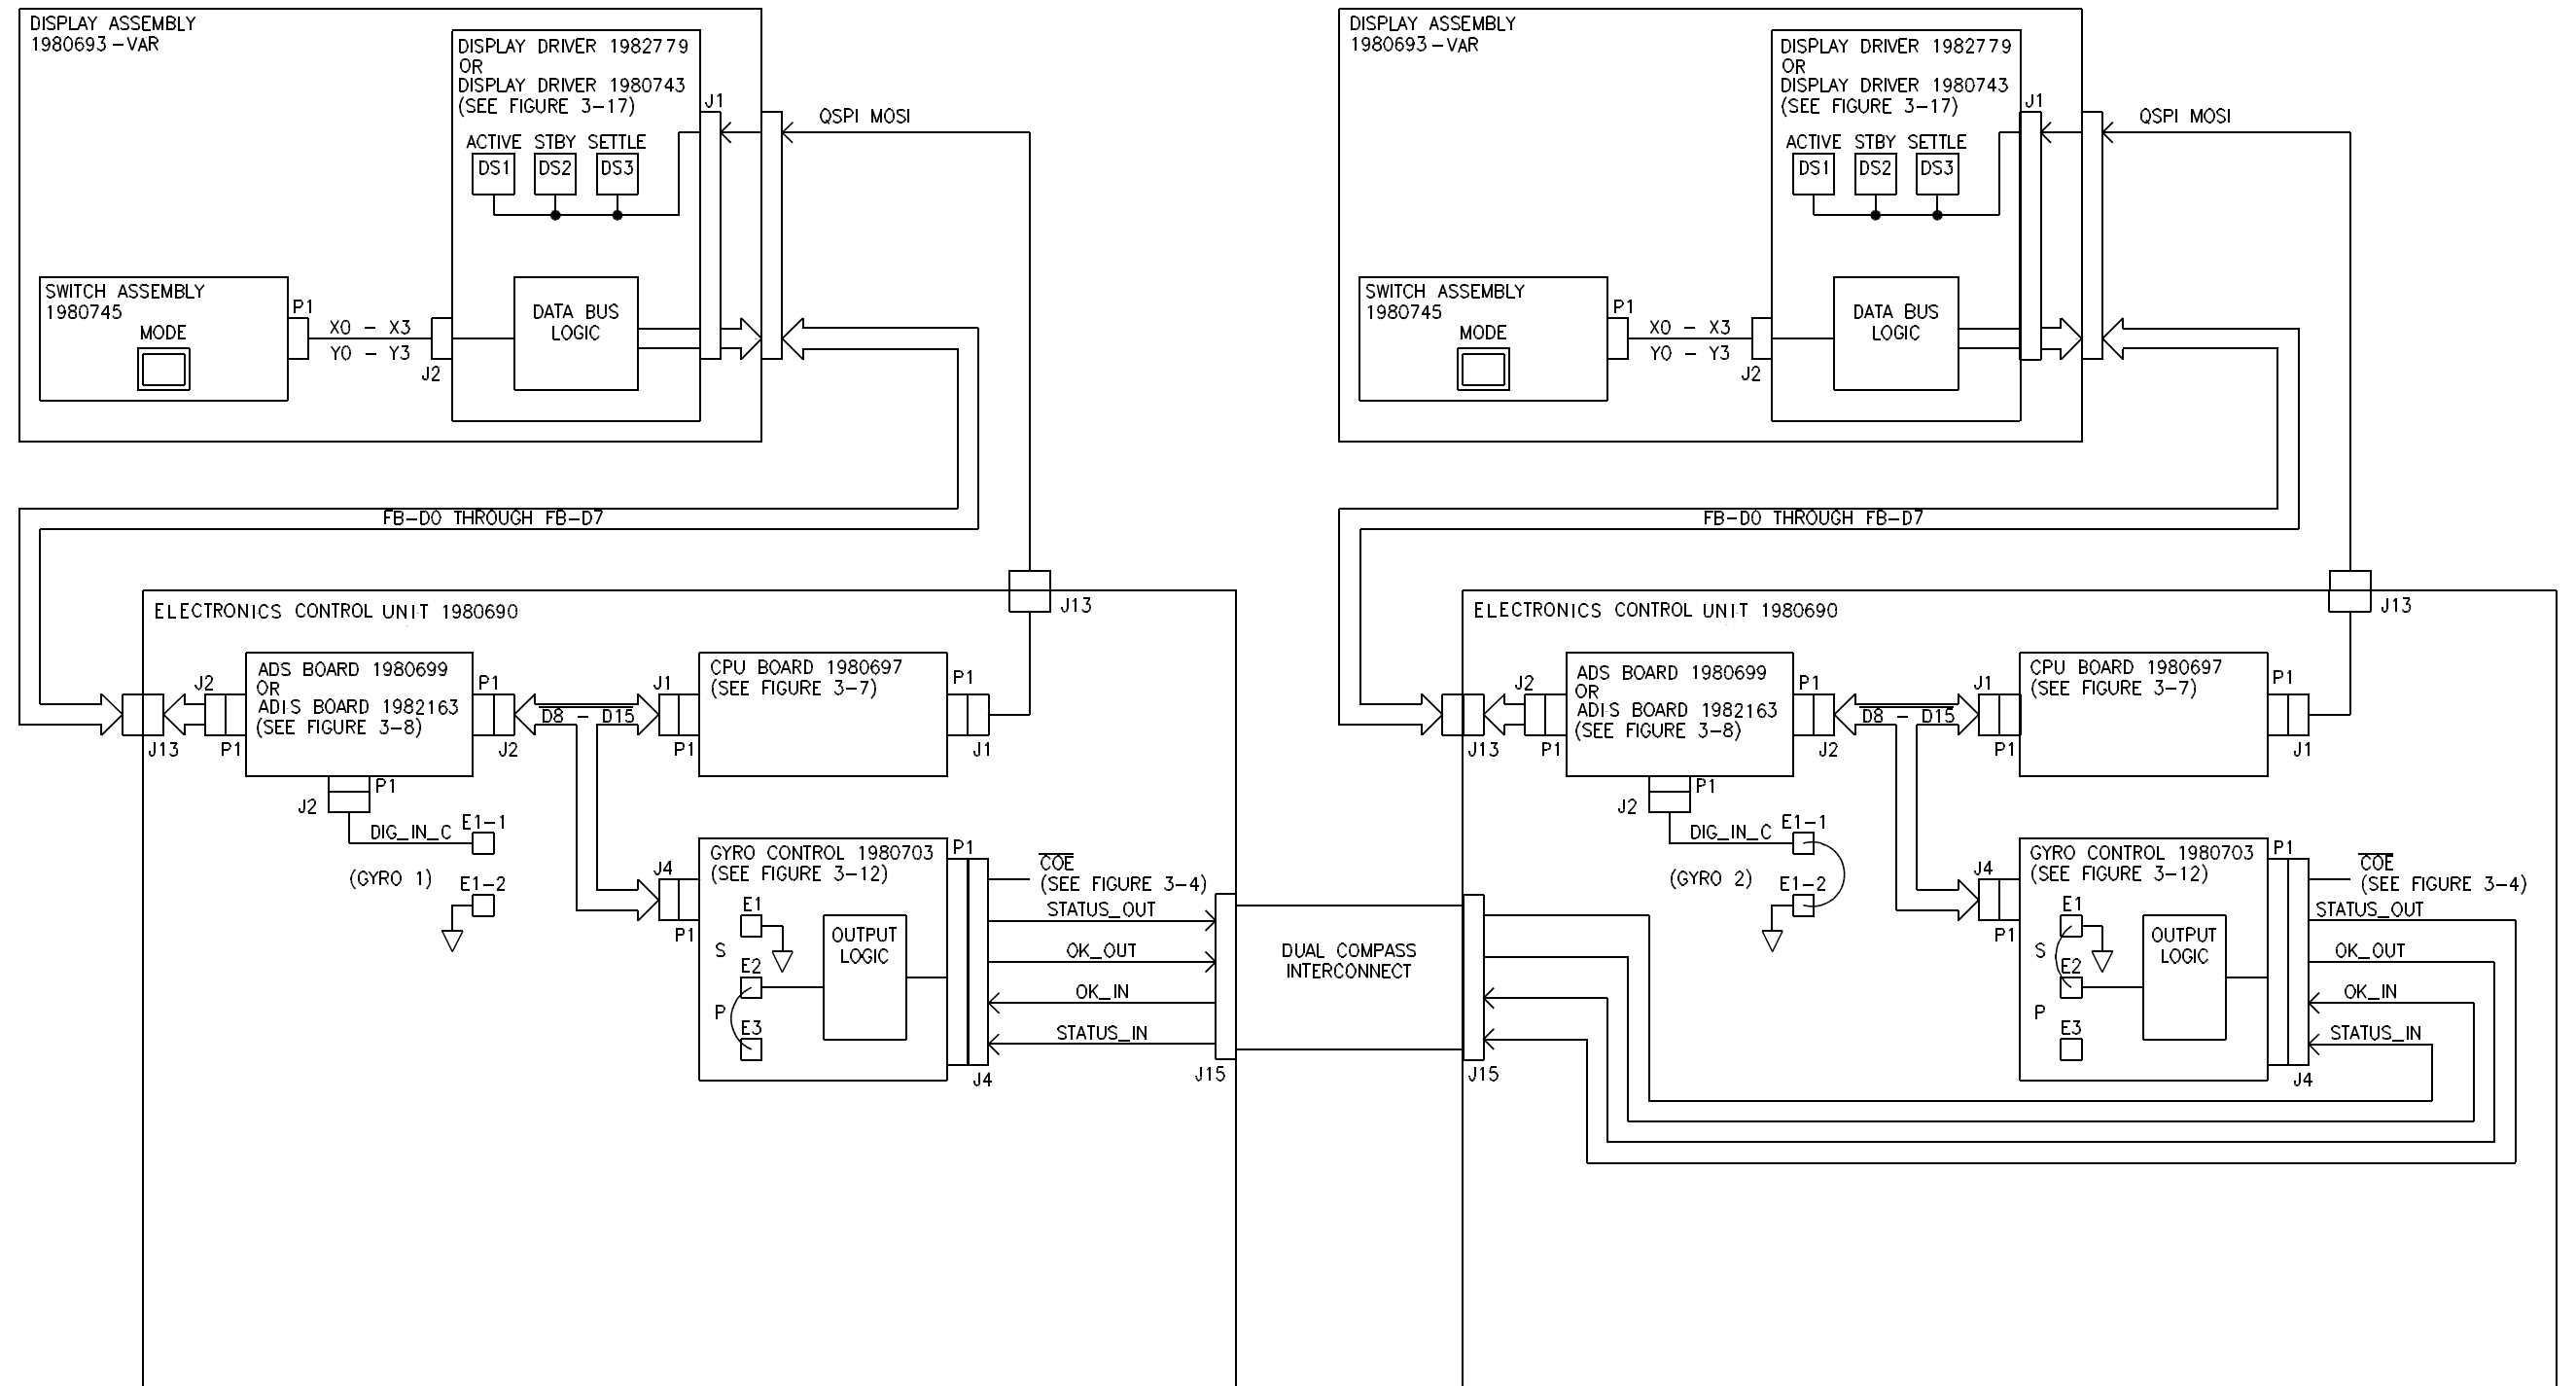 DISPLAY ASSEMBLY
1980693-VAR
DISPLAY DRIVER 1982779
OR
DISPLAY DRIVER 1980743
(SEE FIGURE 3-17)
J1
QSPI MOSI
ACTIVE STBY SETTLE
DS1 DS2 DS3
SWITCH ASSEMBLY
1980745
MODE
P1
X0 - X3
Y0 - Y3
J2
DATA BUS
LOGIC
FB-D0 THROUGH FB-D7
J13
ELECTRONICS CONTROL UNIT 1980690
J13
J2
P1
ADS BOARD 1980699
OR
ADIS BOARD 1982163
(SEE FIGURE 3-8)
P1
J2
D8 - D15
J1
P1
CPU BOARD 1980697
(SEE FIGURE 3-7)
P1
J1
P1
J2
DIG_IN_C
E1-1
(GYRO 1)
E1-2
J4
P1
GYRO CONTROL 1980703
(SEE FIGURE 3-12)
E1
S
E2
P
E3
OUTPUT
LOGIC
P1
J4
COE
(SEE FIGURE 3-4)
STATUS_OUT
OK_OUT
OK_IN
STATUS_IN
J15
DUAL COMPASS
INTERCONNECT
DISPLAY ASSEMBLY
1980693-VAR
DISPLAY DRIVER 1982779
OR
DISPLAY DRIVER 1980743
(SEE FIGURE 3-17)
J1
QSPI MOSI
ACTIVE STBY SETTLE
DS1 DS2 DS3
SWITCH ASSEMBLY
1980745
MODE
P1
X0 - X3
Y0 - Y3
J2
DATA BUS
LOGIC
FB-D0 THROUGH FB-D7
J13
ELECTRONICS CONTROL UNIT 1980690
J13
J2
P1
ADS BOARD 1980699
OR
ADIS BOARD 1982163
(SEE FIGURE 3-8)
P1
J2
D8 - D15
J1
P1
CPU BOARD 1980697
(SEE FIGURE 3-7)
P1
J1
P1
J2
DIG_IN_C
E1-1
(GYRO 2)
E1-2
J4
P1
GYRO CONTROL 1980703
(SEE FIGURE 3-12)
E1
S
E2
P
E3
OUTPUT
LOGIC
P1
J4
COE
(SEE FIGURE 3-4)
STATUS_OUT
OK_OUT
OK_IN
STATUS_IN
J15